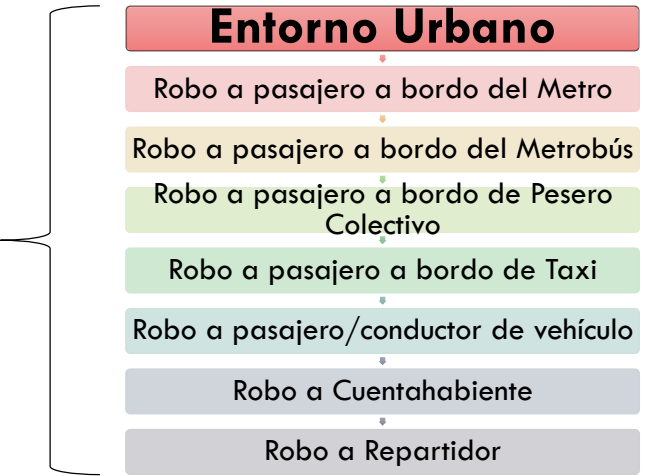 Entorno Urbano
Robo a pasajero a bordo del Metro
Robo a pasajero a bordo del Metrobús
Robo a pasajero a bordo de Pesero
Colectivo
Robo a pasajero a bordo de Taxi
Robo a pasajero/conductor de vehículo
Robo a Cuentahabiente
Robo a Repartidor